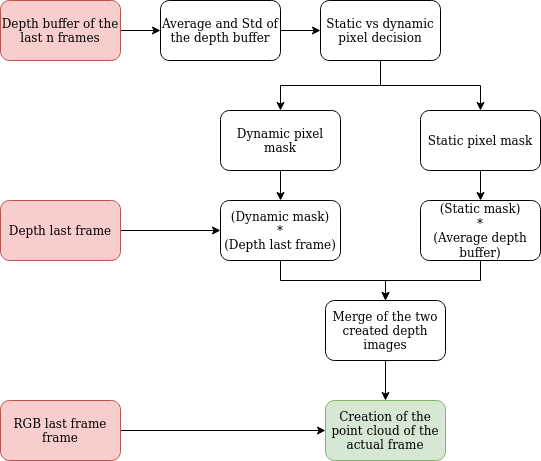 Depth buffer of the
last n frames
Average and Std of
the depth buffer
Static vs dynamic
pixel decision
Dynamic pixel
mask
Static pixel mask
Depth last frame
(Dynamic mask)
*
(Depth last frame)
(Static mask)
*
(Average depth
buffer)
Merge of the two
created depth
images
RGB last frame
frame
Creation of the
point cloud of the
actual frame